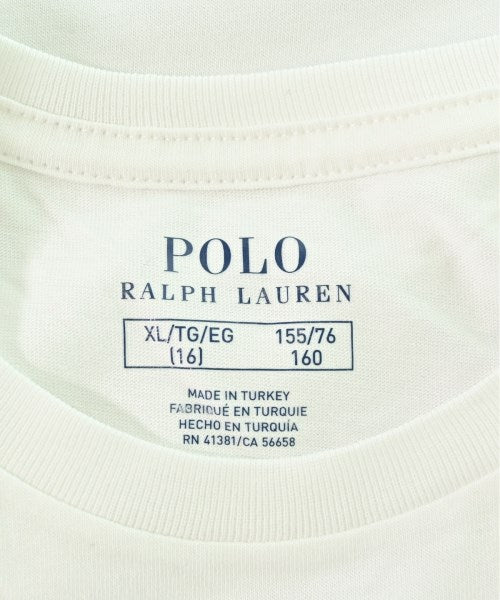 POLO
RALPH LAUREN
XL/TG/EG 155/76
(16) 160
MADE IN TURKEY
FABRIQUÉ EN TURQUIE
HECHO EN TURQUÍA
RN 41381/CA 56658